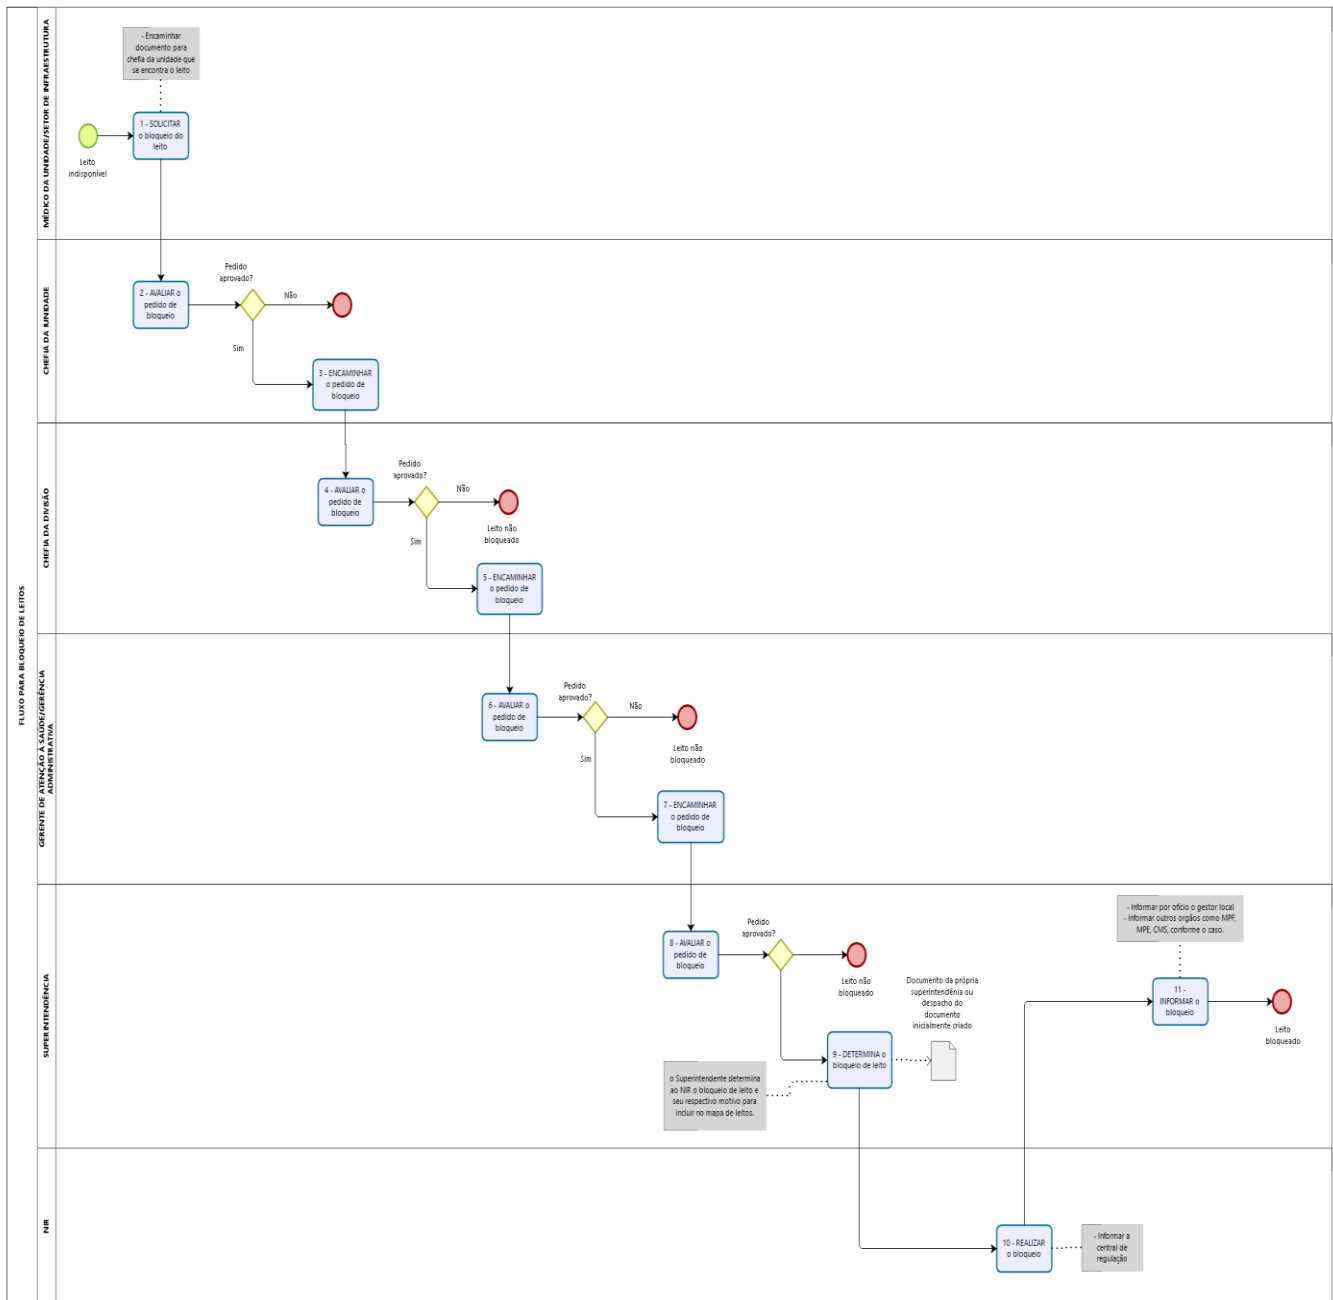 FLUXO PARA BLOQUEIO DE LEITOS
MÉDICO DA UNIDADE/SETOR DE INFRAESTRUTURA
- Encaminhar
documento para
chefia da unidade que
se encontra o leito
1 - SOLICITAR
o bloqueio do
leito
Leito
indisponível
CHEFIA DA UNIDADE
Pedido
aprovado?
2 - AVALIAR o
pedido de
bloqueio
Não
Sim
3 - ENCAMINHAR
o pedido de
bloqueio
CHEFIA DA DIVISÃO
Pedido
aprovado?
4 - AVALIAR o
pedido de
bloqueio
Não
Leito não
bloqueado
Sim
5 - ENCAMINHAR
o pedido de
bloqueio
GERENTE DE ATENÇÃO À SAÚDE/GERÊNCIA
ADMINISTRATIVA
Pedido
aprovado?
6 - AVALIAR o
pedido de
bloqueio
Não
Leito não
bloqueado
Sim
7 - ENCAMINHAR
o pedido de
bloqueio
SUPERINTENDÊNCIA
- Informar por ofício o gestor local
- Informar outros orgãos como MPF,
MPE, CMS, conforme o caso.
Pedido
aprovado?
8 - AVALIAR o
pedido de
bloqueio
Leito não
bloqueado
Documento da própria
superintendênia ou
despacho do
documento
inicialmente criado
11 -
INFORMAR o
bloqueio
Leito
bloqueado
9 - DETERMINA o
bloqueio de leito
o Superintendente determina
ao NIR o bloqueio de leito e
seu respectivo motivo para
incluir no mapa de leitos.
NIR
10 - REALIZAR
o bloqueio
- Informar a
central de
regulação